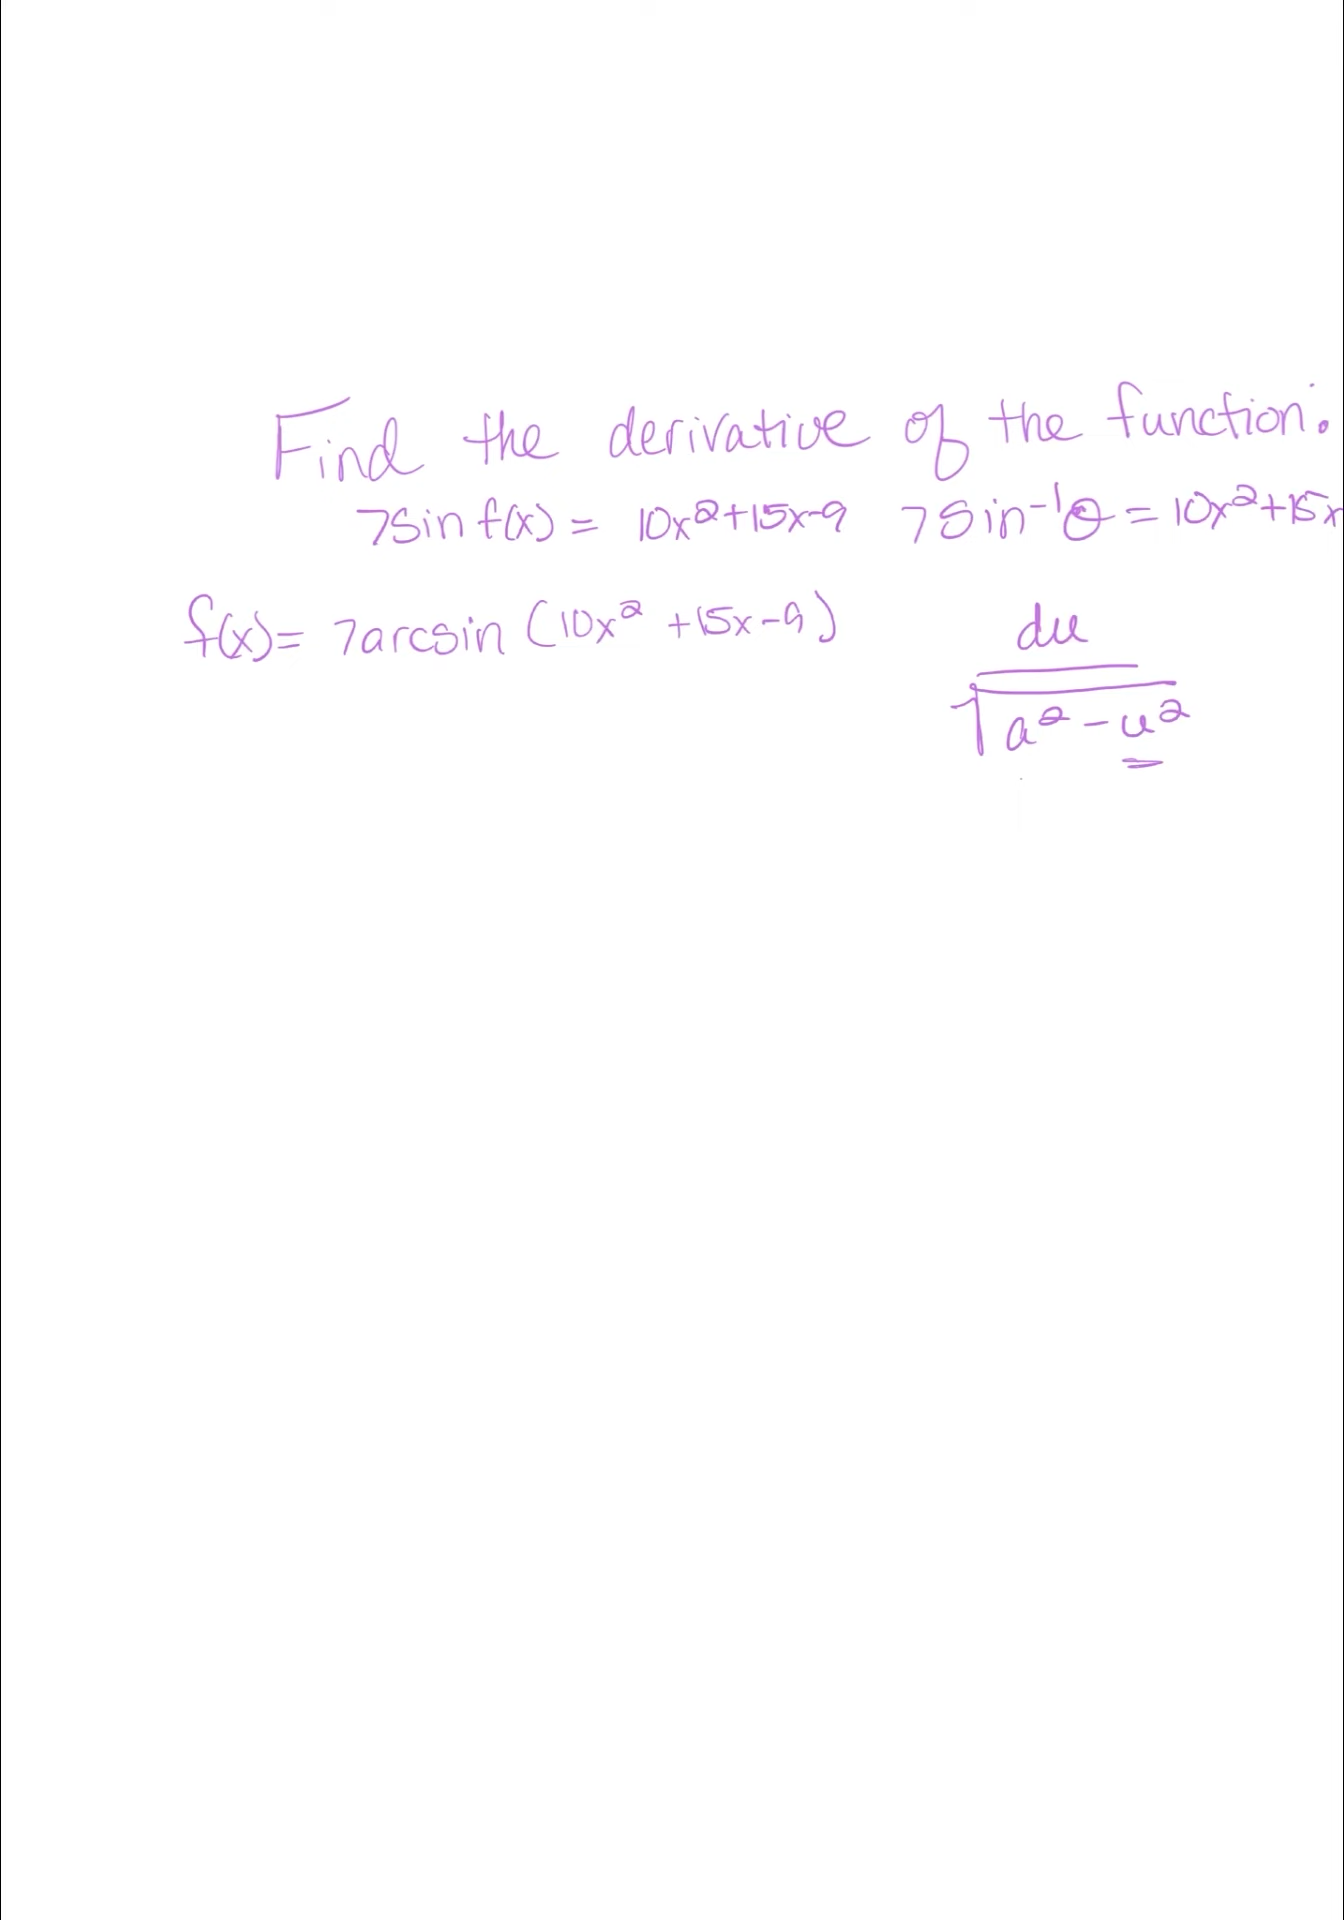 Find the derivative of the function:
7sin f(x) = 10x²+15x-9 7sin⁻¹θ = 10x²+15x
f(x)= 7arcsin (10x² +15x-9)
du
√a² - u²